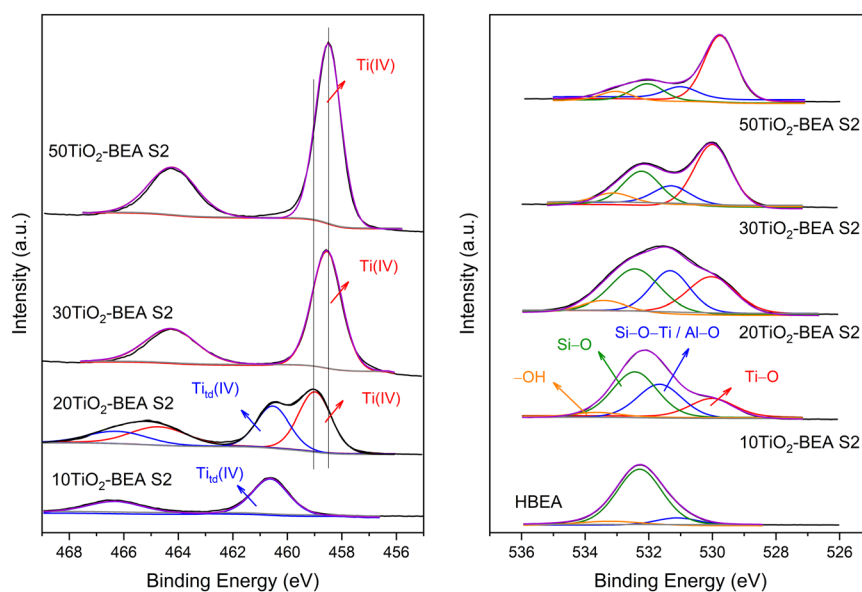 Intensity (a.u.)
Ti(IV)
50TiO₂-BEA S2
Ti(IV)
30TiO₂-BEA S2
20TiO₂-BEA S2
Ti_td(IV)
Ti(IV)
10TiO₂-BEA S2
Ti_td(IV)
468 466 464 462 460 458 456
Binding Energy (eV)
Intensity (a.u.)
50TiO₂-BEA S2
30TiO₂-BEA S2
20TiO₂-BEA S2
Si–O
Si–O–Ti / Al–O
–OH
Ti–O
10TiO₂-BEA S2
HBEA
536 534 532 530 528 526
Binding Energy (eV)